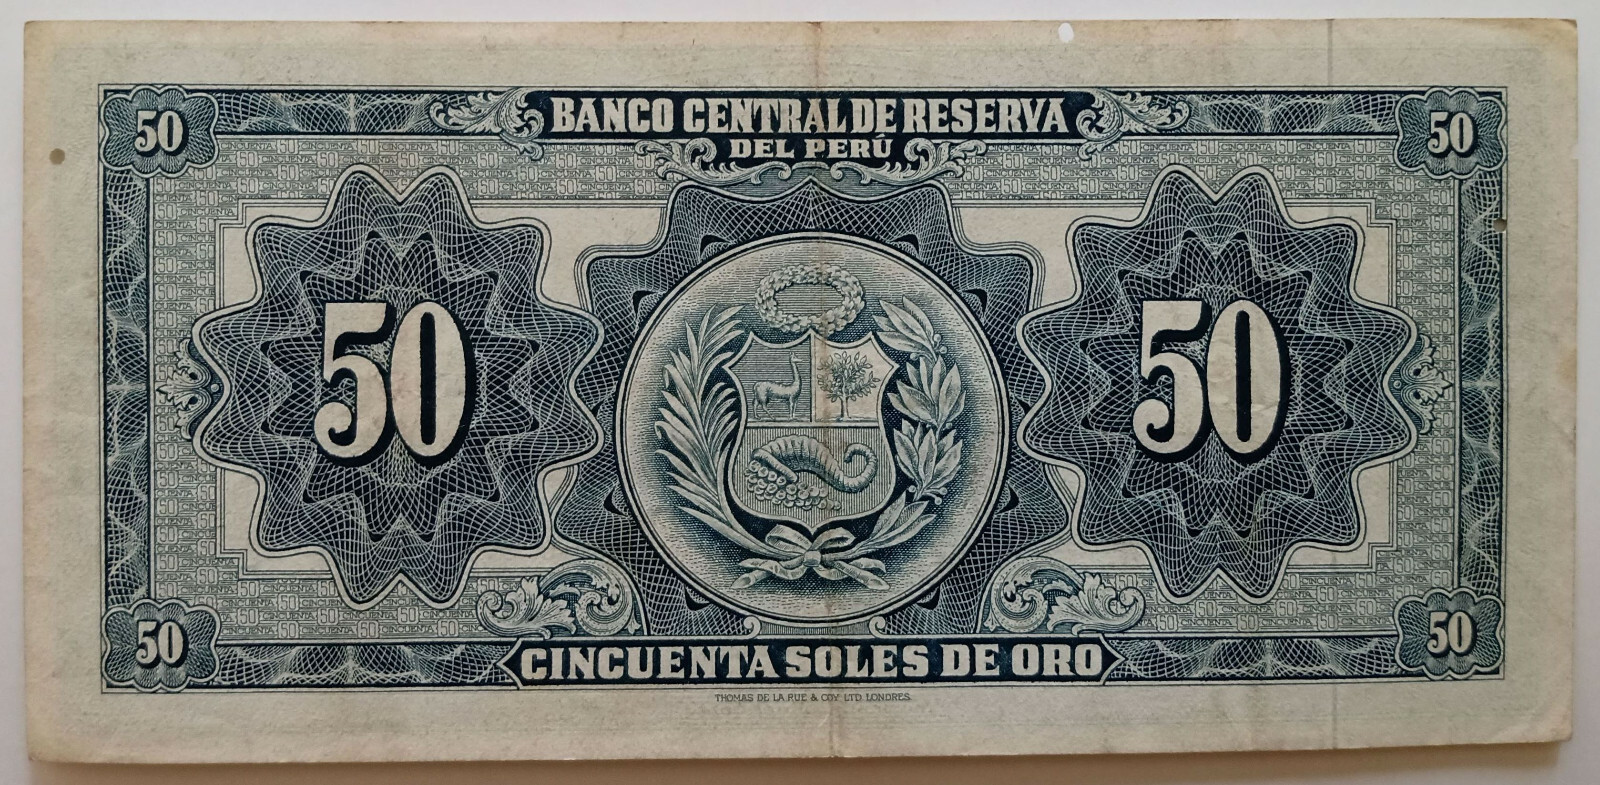 BANCO CENTRAL DE RESERVA
DEL PERÚ
50 50
50 50
50 50
CINCUENTA SOLES DE ORO
THOMAS DE LA RUE & COY. LTD. LONDRES.